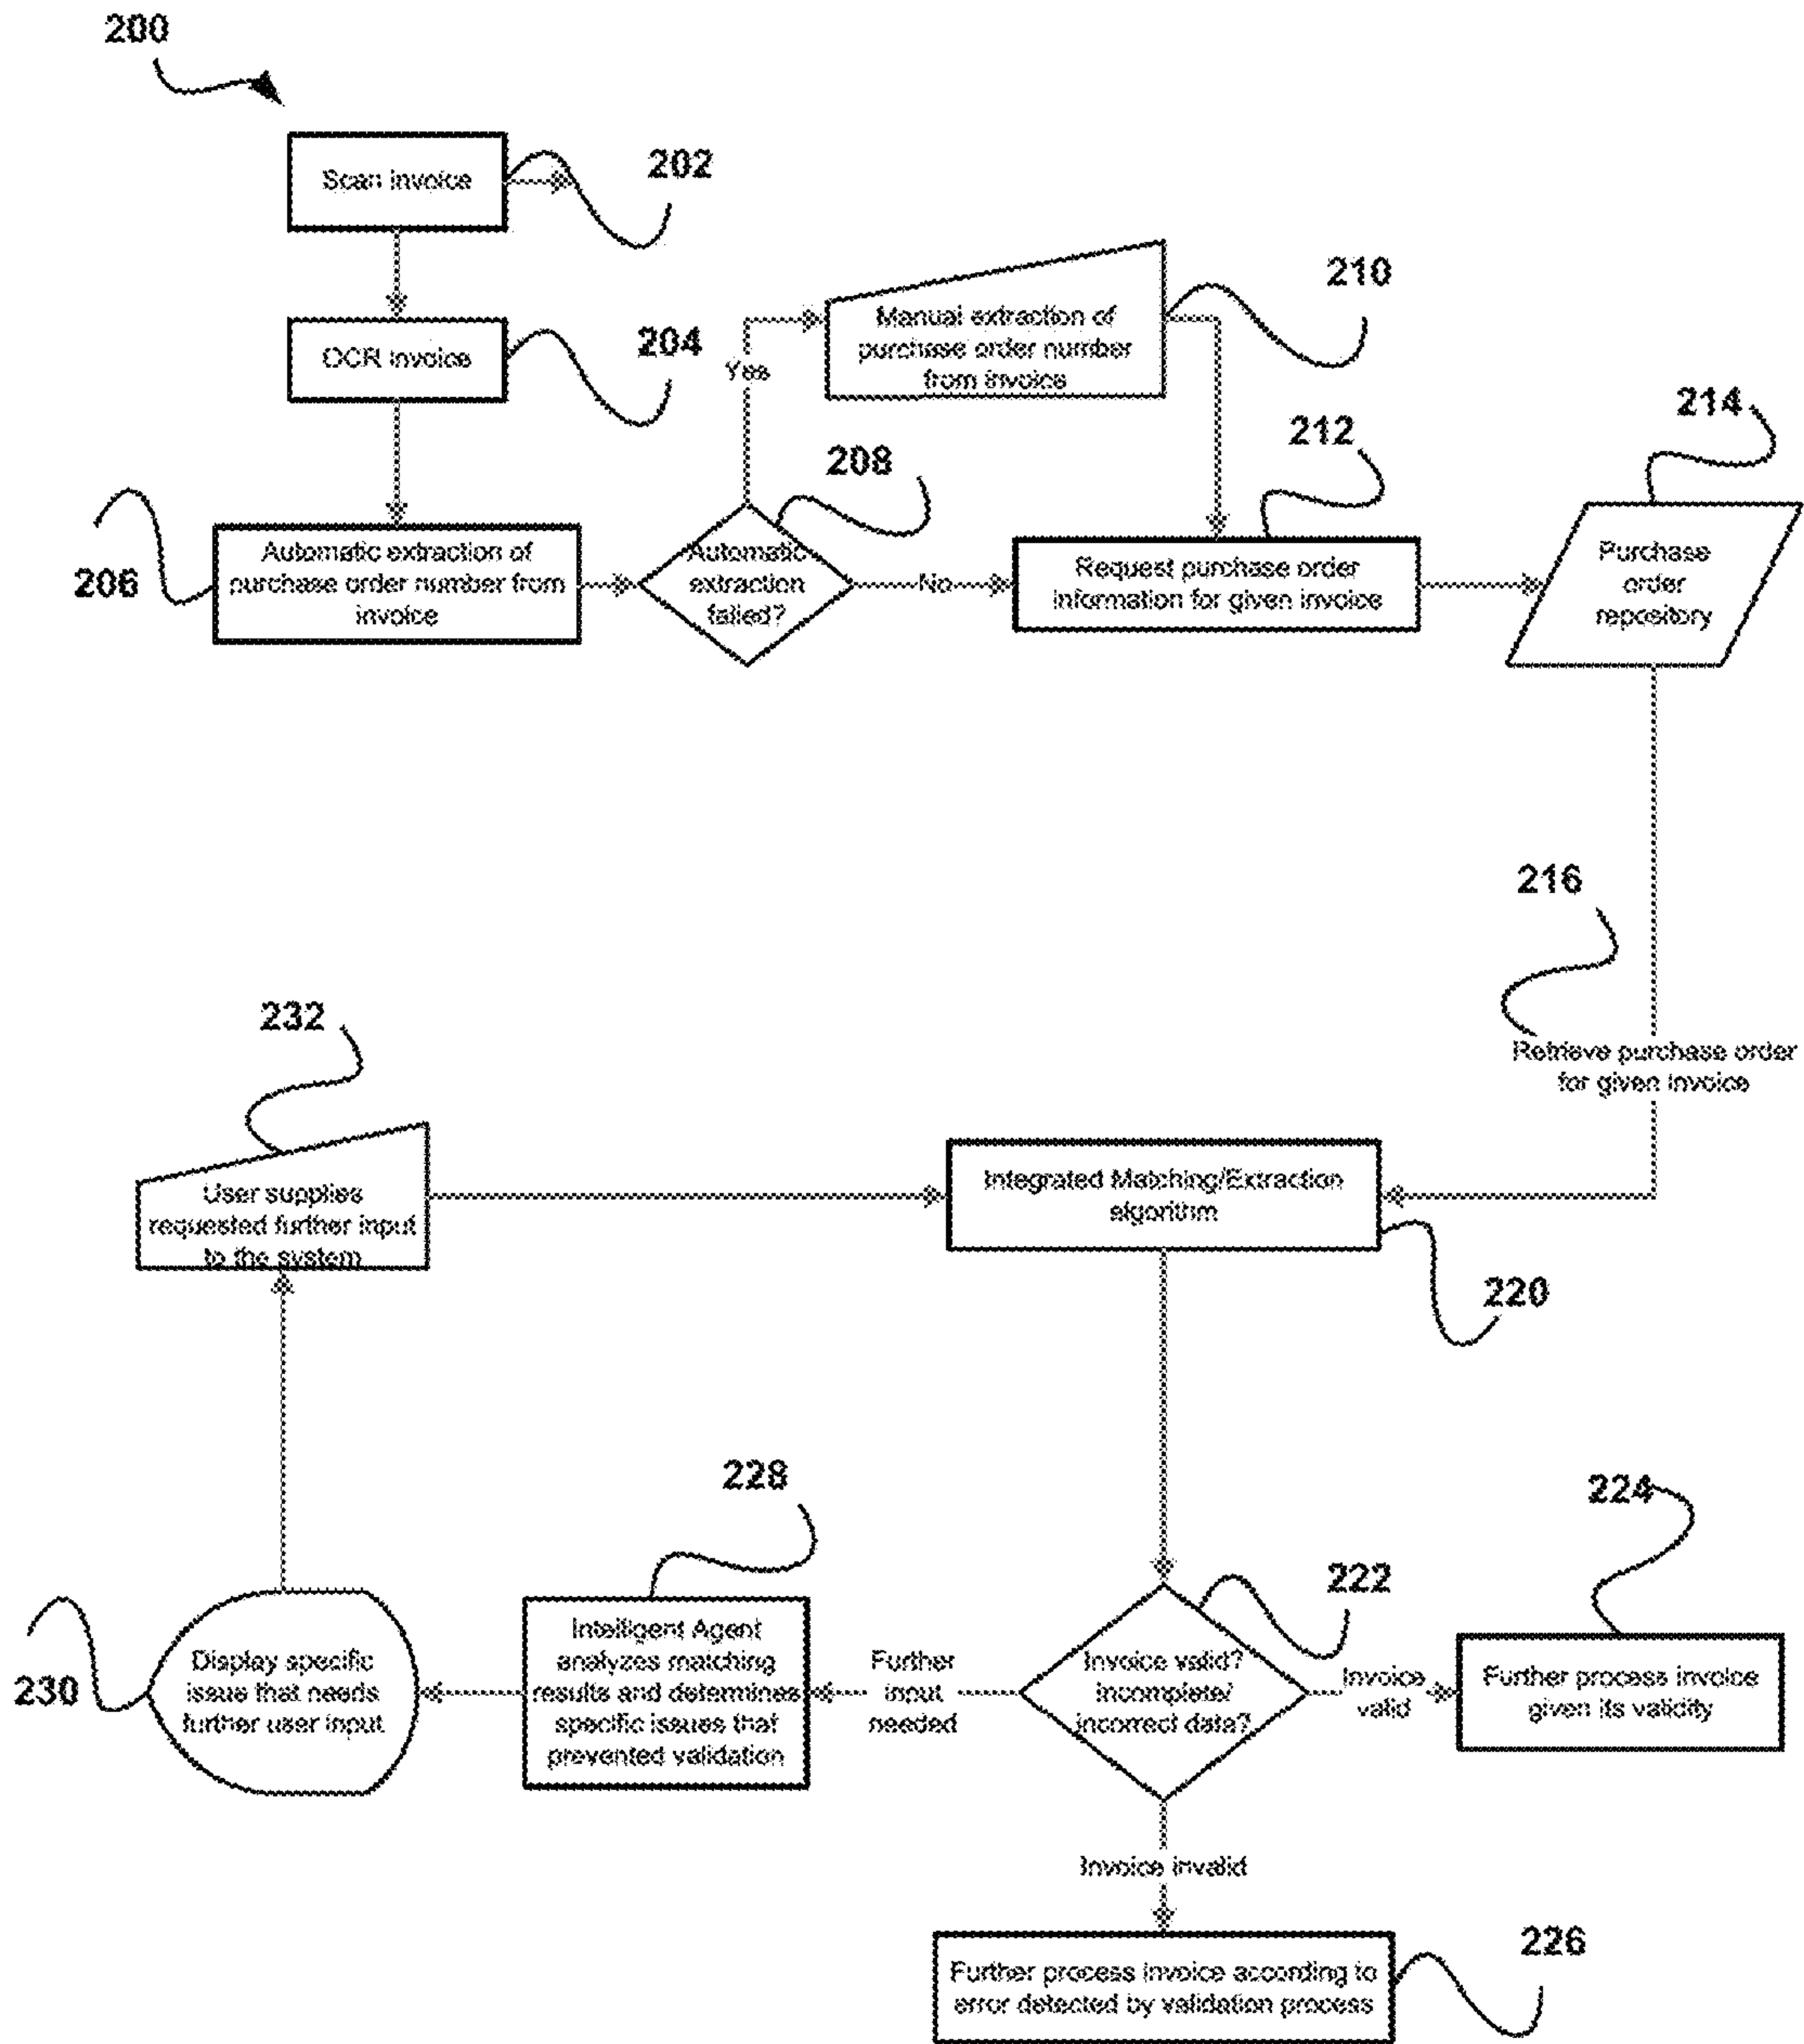 200
Scan invoice
202
OCR invoice
204
Manual extraction of
purchase order number
from invoice
210
Yes
206
Automatic extraction of
purchase order number from
invoice
Automatic
extraction
failed?
208
No
Request purchase order
information for given invoice
212
Purchase
order
repository
214
216
Retrieve purchase order
for given invoice
232
User supplies
requested further input
to the system
Integrated Matching/Extraction
algorithm
220
228
Intelligent Agent
analyzes matching
results and determines
specific issues that
prevented validation
230
Display specific
issue that needs
further user input.
Further
input
needed
Invoice valid?
incomplete/
incorrect data?
222
Invoice
valid
224
Further process invoice
given its validity
Invoice invalid
Further process invoice according to
error detected by validation process
226